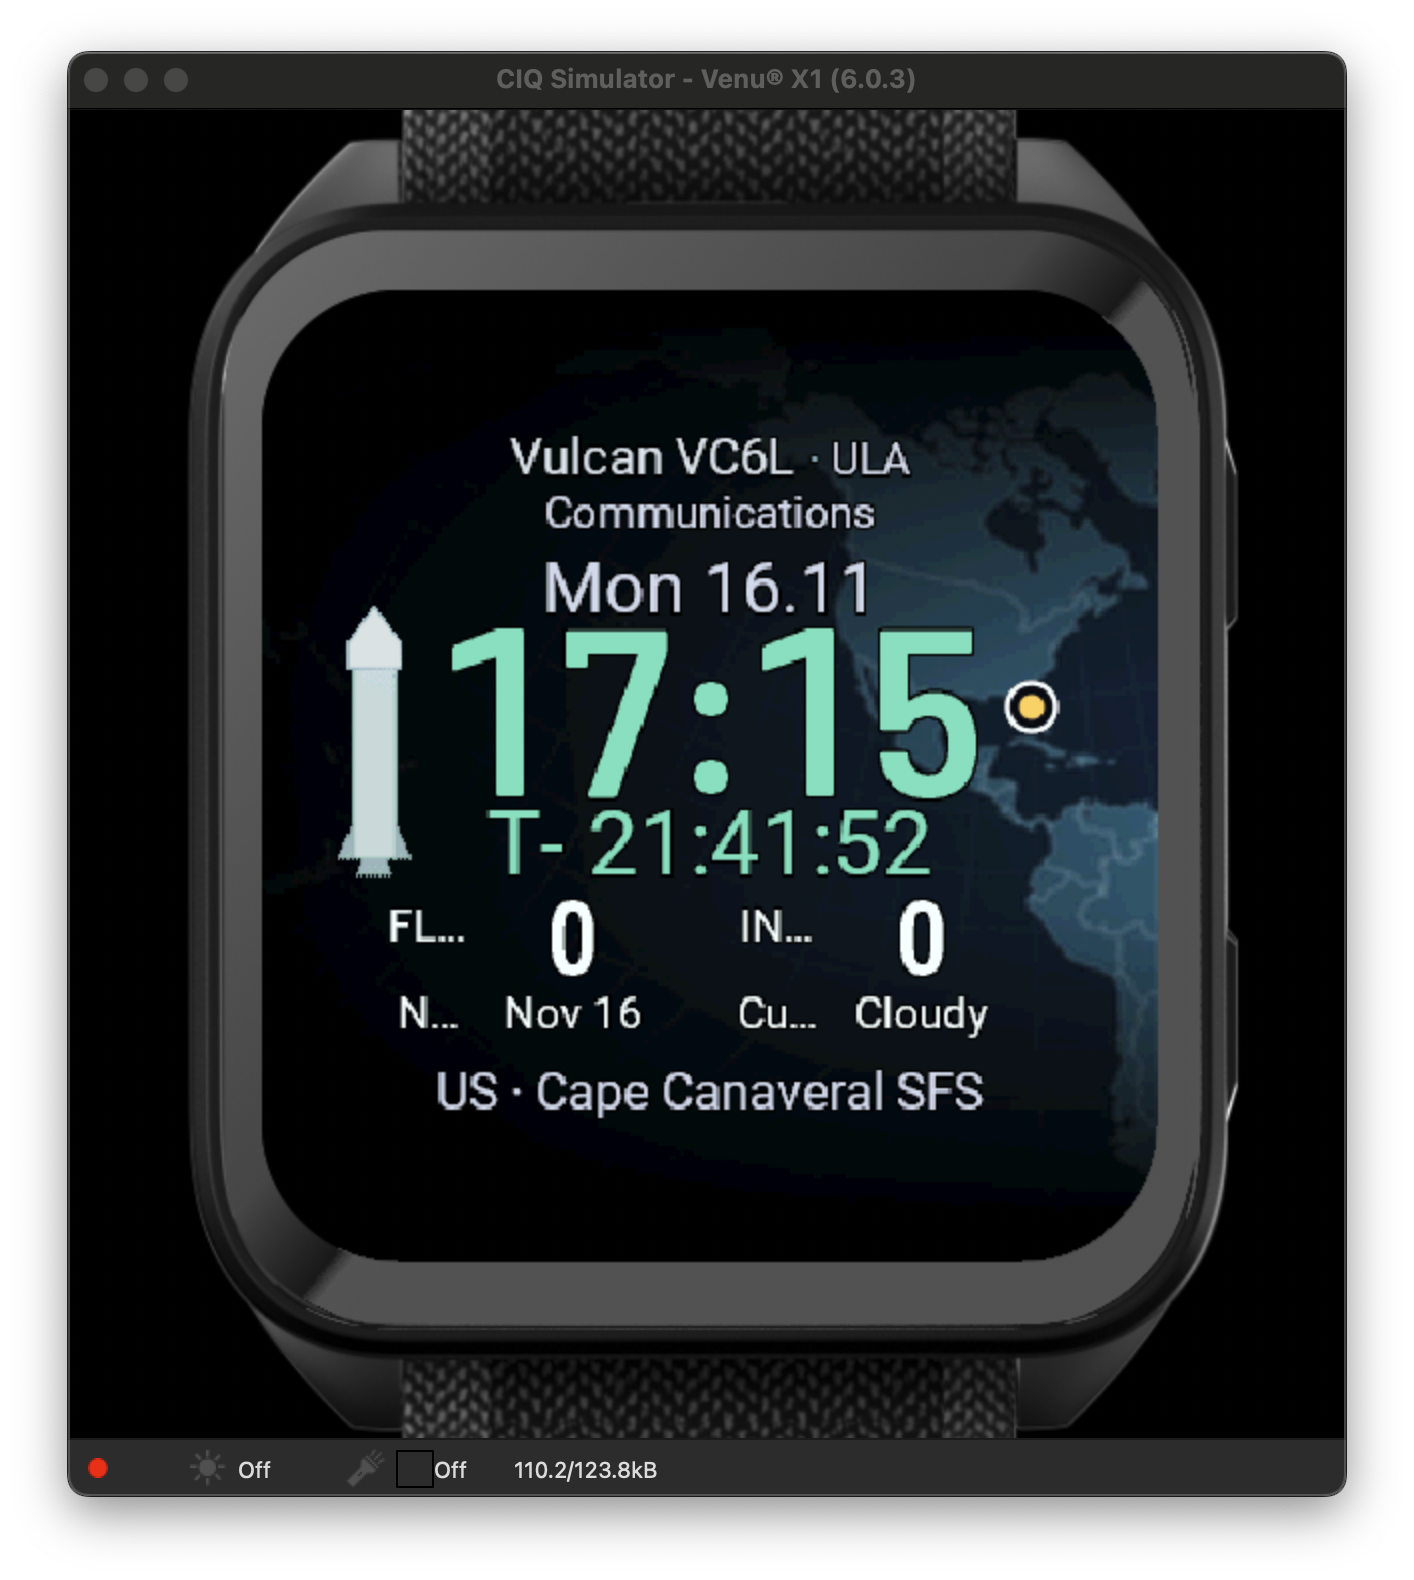 CIQ Simulator - Venu® X1 (6.0.3)
Vulcan VC6L · ULA
Communications
Mon 16.11
17:15
T- 21:41:52
FL... 0 IN... 0
N... Nov 16 Cu... Cloudy
US · Cape Canaveral SFS
Off Off 110.2/123.8kB